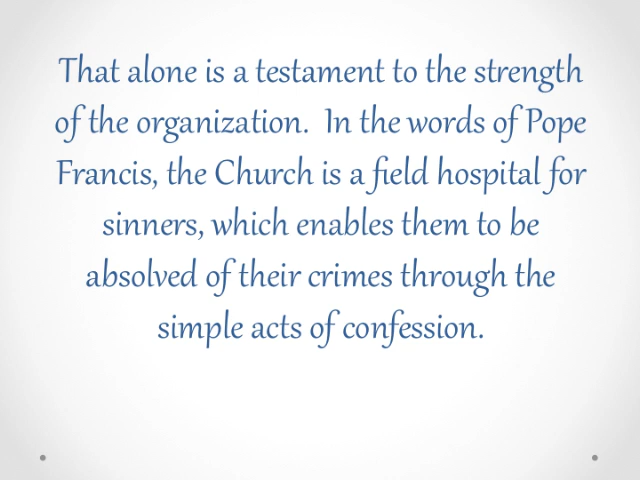 That alone is a testament to the strength
of the organization.  In the words of Pope
Francis, the Church is a field hospital for
sinners, which enables them to be
absolved of their crimes through the
simple acts of confession.